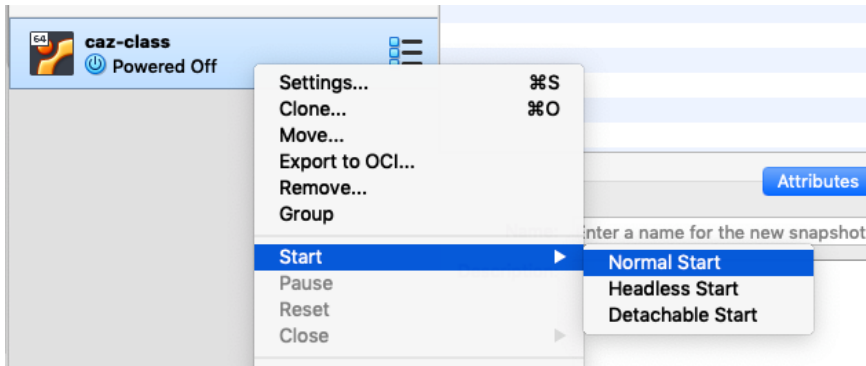 64
caz-class
Powered Off
Settings... ⌘S
Clone... ⌘O
Move...
Export to OCI...
Remove...
Group
Attributes
Enter a name for the new snapshot
Start
Normal Start
Pause
Headless Start
Reset
Detachable Start
Close